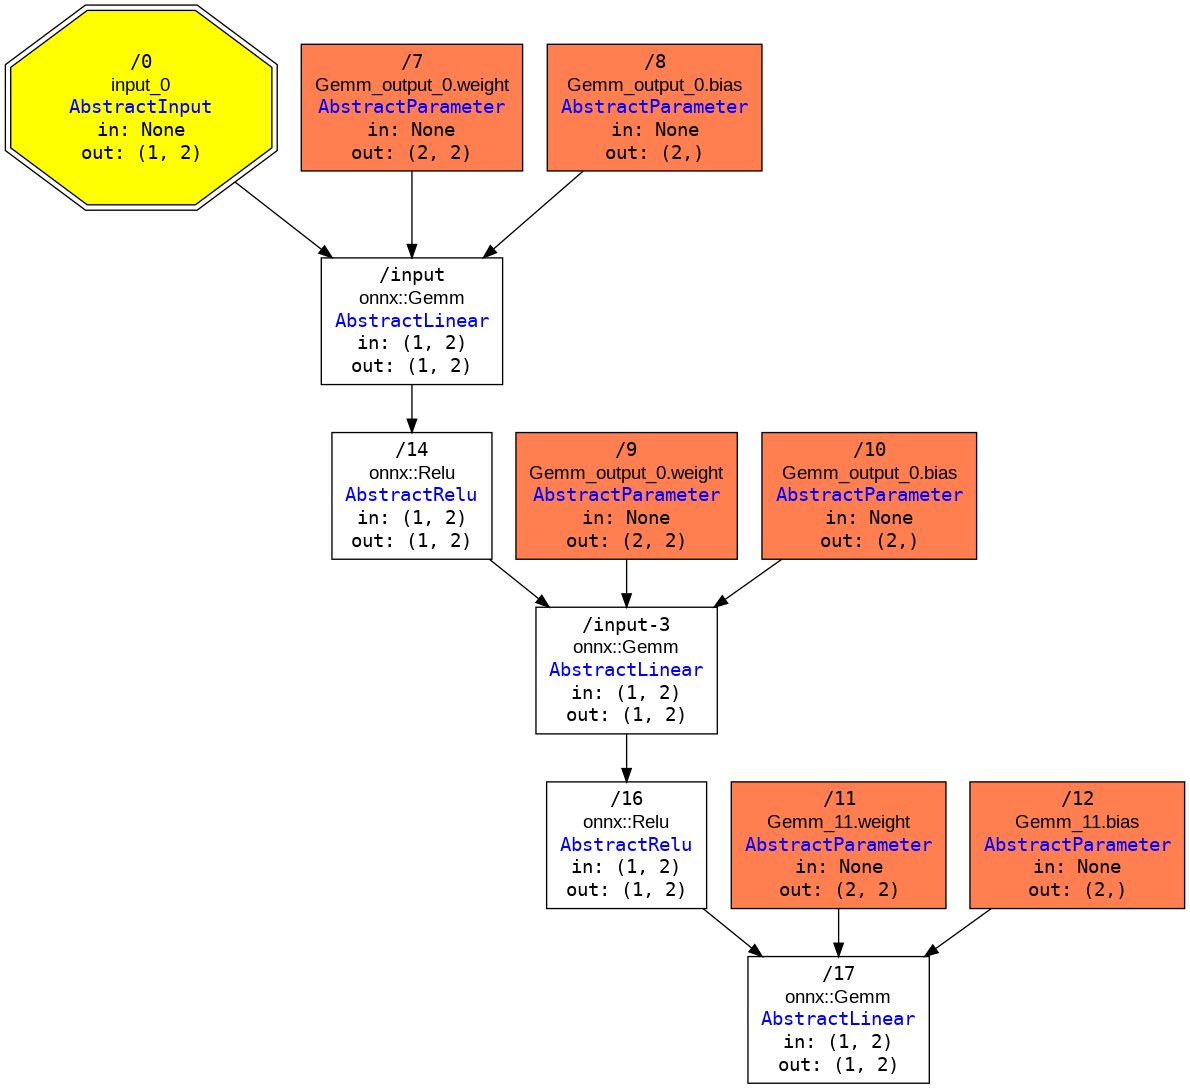 /0
input_0
AbstractInput
in: None
out: (1, 2)
/7
Gemm_output_0.weight
AbstractParameter
in: None
out: (2, 2)
/8
Gemm_output_0.bias
AbstractParameter
in: None
out: (2,)
/input
onnx::Gemm
AbstractLinear
in: (1, 2)
out: (1, 2)
/14
onnx::Relu
AbstractRelu
in: (1, 2)
out: (1, 2)
/9
Gemm_output_0.weight
AbstractParameter
in: None
out: (2, 2)
/10
Gemm_output_0.bias
AbstractParameter
in: None
out: (2,)
/input-3
onnx::Gemm
AbstractLinear
in: (1, 2)
out: (1, 2)
/16
onnx::Relu
AbstractRelu
in: (1, 2)
out: (1, 2)
/11
Gemm_11.weight
AbstractParameter
in: None
out: (2, 2)
/12
Gemm_11.bias
AbstractParameter
in: None
out: (2,)
/17
onnx::Gemm
AbstractLinear
in: (1, 2)
out: (1, 2)